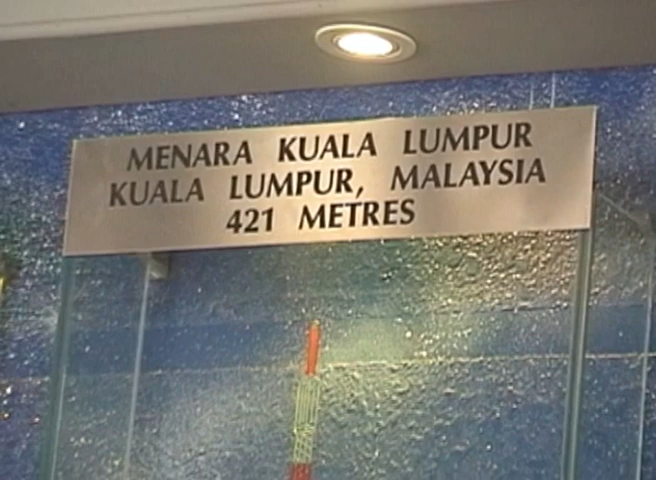 MENARA KUALA LUMPUR
KUALA LUMPUR, MALAYSIA
421 METRES